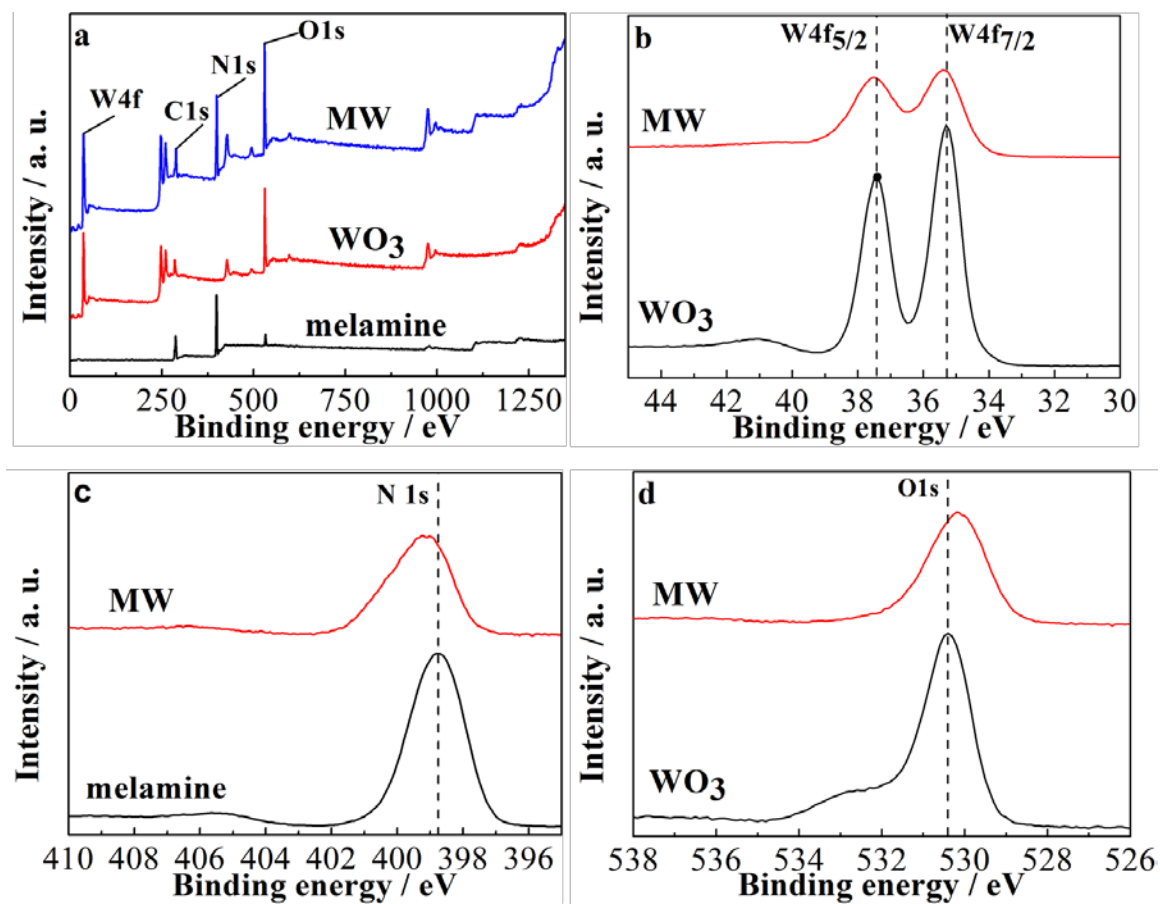 a
O1s
N1s
W4f
C1s
MW
WO3
melamine
Intensity / a. u.
0 250 500 750 1000 1250
Binding energy / eV
b
W4f5/2
W4f7/2
MW
WO3
Intensity / a. u.
44 42 40 38 36 34 32 30
Binding energy / eV
c
N 1s
MW
melamine
Intensity / a. u.
410 408 406 404 402 400 398 396
Binding energy / eV
d
O1s
MW
WO3
Intensity / a. u.
538 536 534 532 530 528 526
Binding energy / eV